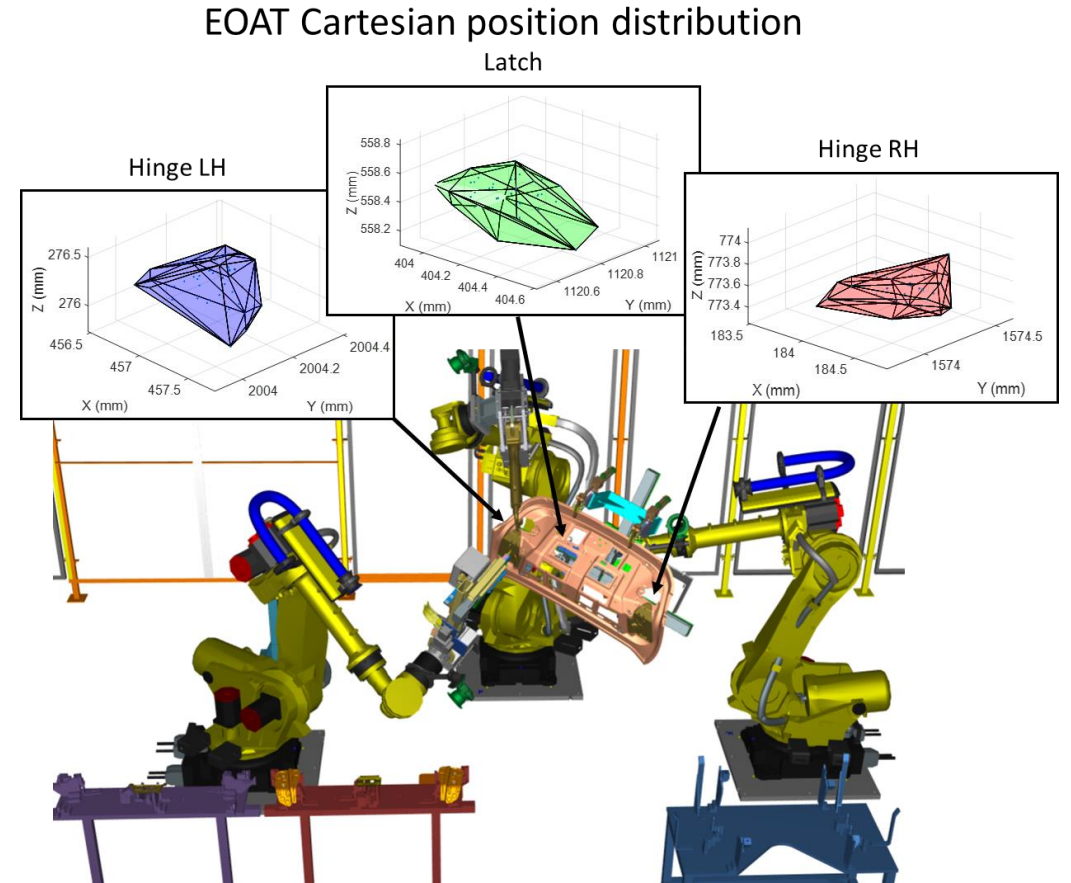 EOAT Cartesian position distribution
Latch
558.8
558.6
558.4
558.2
Z (mm)
404
404.2
404.4
404.6
X (mm)
1120.6
1120.8
1121
Y (mm)
Hinge LH
276.5
276
Z (mm)
456.5
457
457.5
X (mm)
2004
2004.2
2004.4
Y (mm)
Hinge RH
774
773.8
773.6
773.4
Z (mm)
183.5
184
184.5
X (mm)
1574
1574.5
Y (mm)